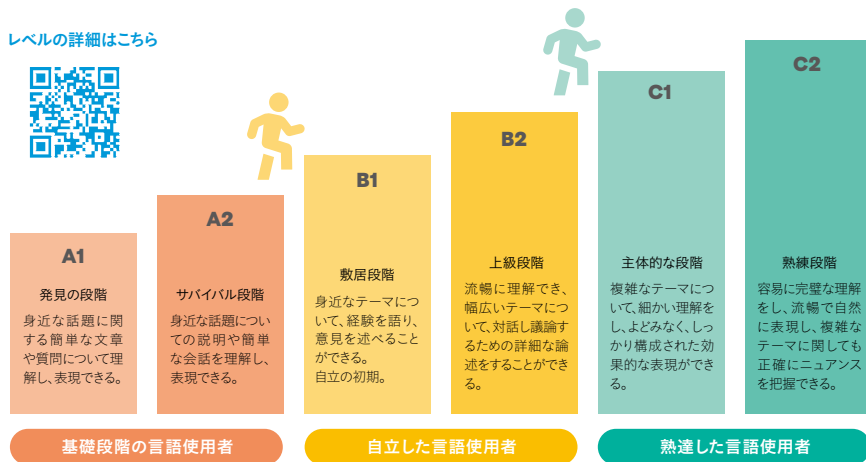 レベルの詳細はこちら
A1
発見の段階
身近な話題に関
する簡単な文章
や質問について理
解し、表現できる。
A2
サバイバル段階
身近な話題につい
ての説明や簡単
な会話を理解し、
表現できる。
B1
敷居段階
身近なテーマにつ
いて、経験を語り、
意見を述べること
ができる。
自立の初期。
B2
上級段階
流暢に理解でき、
幅広いテーマにつ
いて、対話し議論す
るための詳細な論
述をすることができ
る。
C1
主体的な段階
複雑なテーマにつ
いて、細かい理解を
し、よどみなく、しっ
かり構成された効
果的な表現ができ
る。
C2
熟練段階
容易に完璧な理解
をし、流暢で自然
に表現し、複雑な
テーマに関しても
正確にニュアンス
を把握できる。
基礎段階の言語使用者
自立した言語使用者
熟達した言語使用者